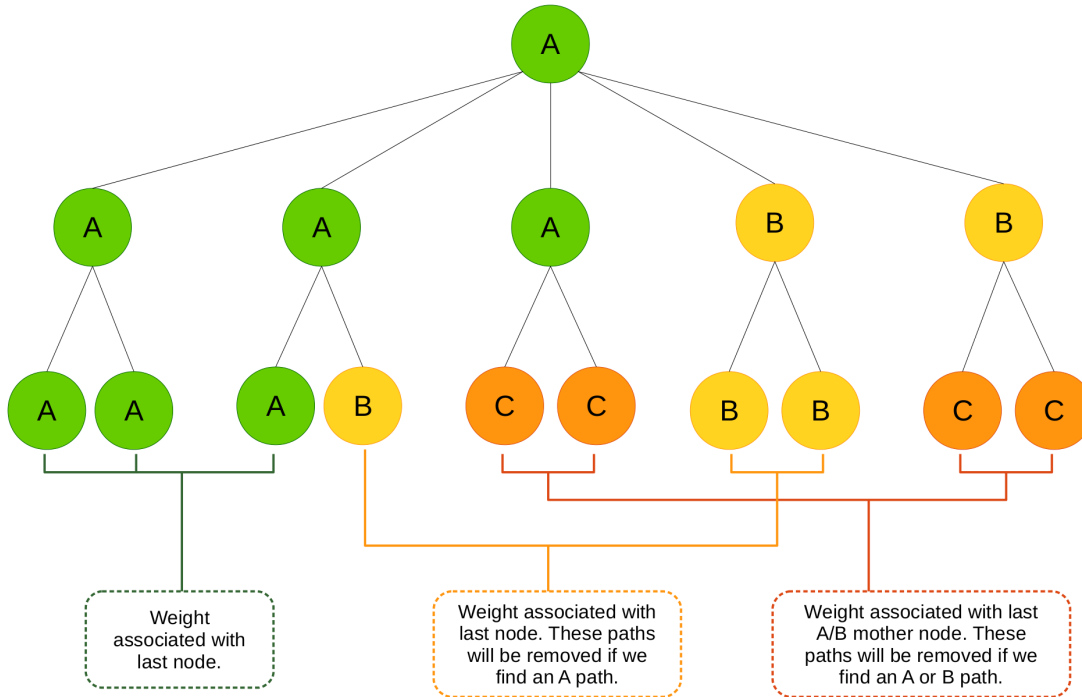 A
A
A
A
B
B
A
A
A
B
C
C
B
B
C
C
Weight
associated with
last node.
Weight associated with
last node. These paths
will be removed if we
find an A path.
Weight associated with last
A/B mother node. These
paths will be removed if we
find an A or B path.